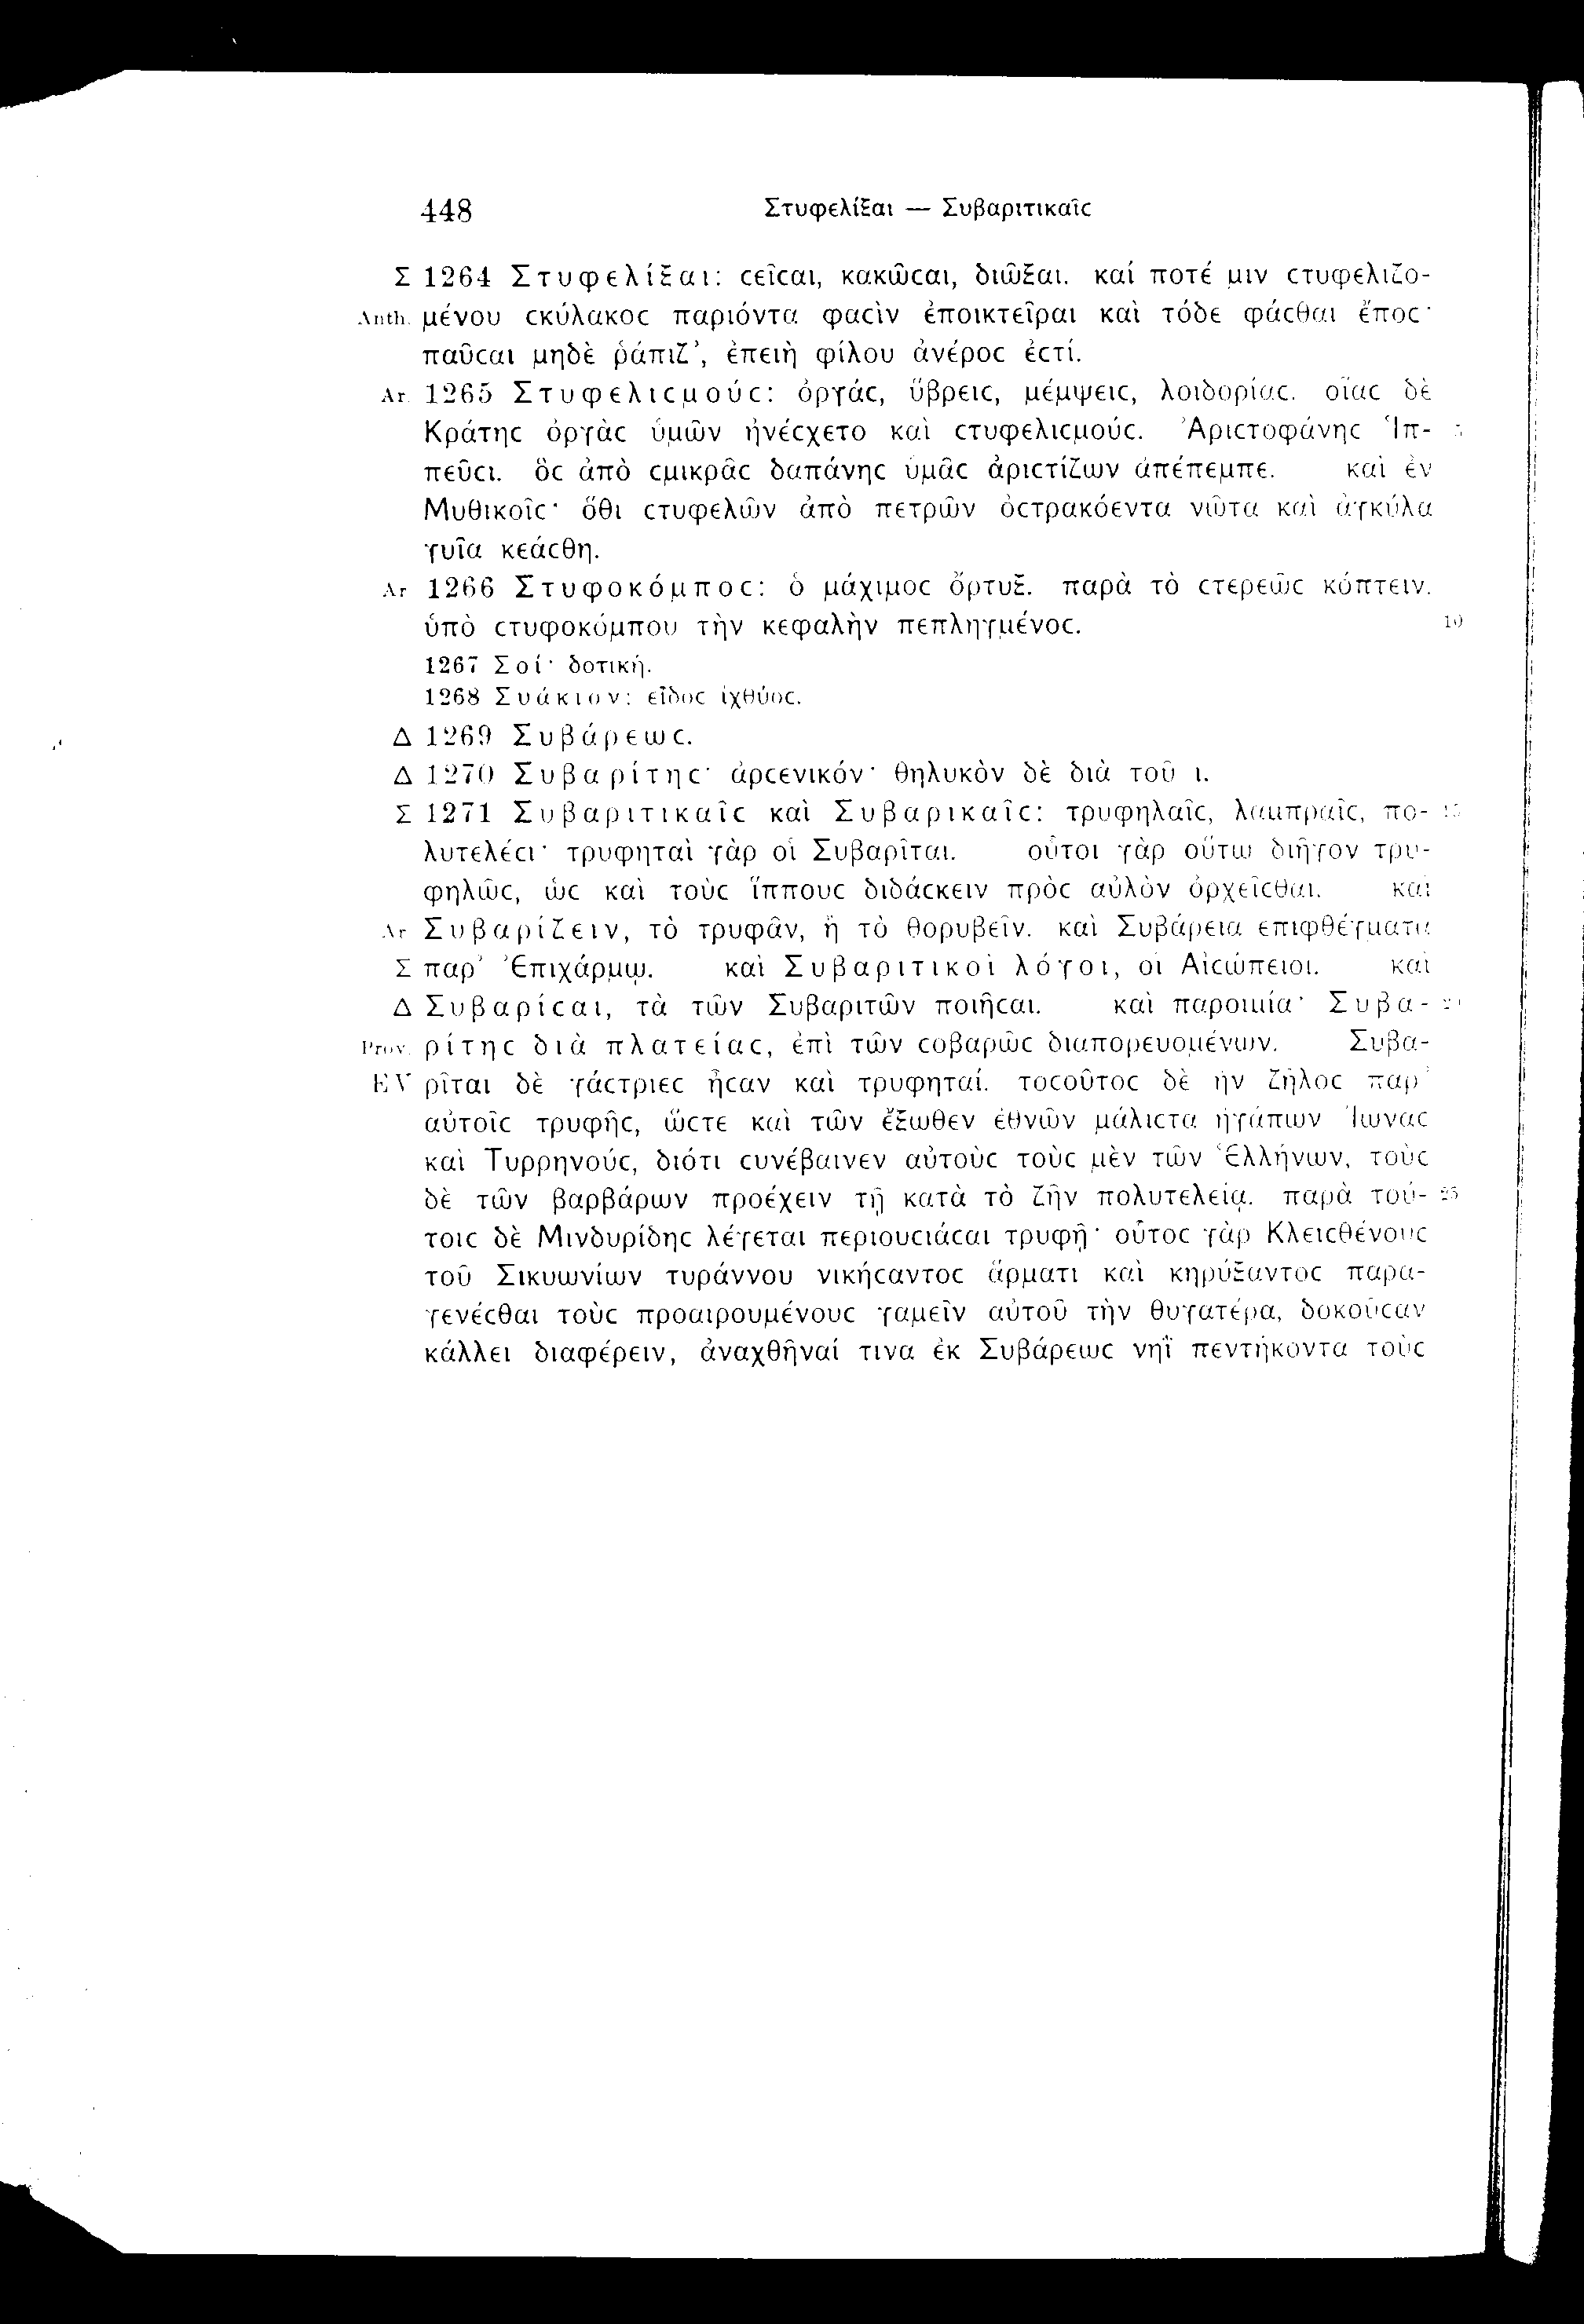 448 Στυφελίξαι — Συβαριτικαῖϲ
Σ 1264 Στυφελίξαι: ϲεῖϲαι, κακῶϲαι, διῶξαι. καί ποτέ μιν ϲτυφελιζο-
Anth. μένου ϲκύλακοϲ παριόντα φαϲὶν ἐποικτεῖραι καὶ τόδε φάϲθαι ἔποϲ·
παῦϲαι μηδὲ ῥάπιζ’, ἐπειὴ φίλου ἀνέροϲ ἐϲτί.
Ar. 1265 Στυφελιϲμούϲ: ὀργάϲ, ὕβρειϲ, μέμψειϲ, λοιδορίαϲ. οἵαϲ δὲ
Κράτηϲ ὀργὰϲ ὑμῶν ἠνέϲχετο καὶ ϲτυφελιϲμούϲ. Ἀριϲτοφάνηϲ Ἱπ- 5
πεῦϲι. ὃϲ ἀπὸ ϲμικρᾶϲ δαπάνηϲ ὑμᾶϲ ἀριϲτίζων ἀπέπεμπε. καὶ ἐν
Μυθικοῖϲ· ὅθι ϲτυφελῶν ἀπὸ πετρῶν ὀϲτρακόεντα νῶτα καὶ ἀγκύλα
γυῖα κεάϲθη.
Ar 1266 Στυφοκόμποϲ: ὁ μάχιμοϲ ὄρτυξ. παρὰ τὸ ϲτερεῶϲ κόπτειν.
ὑπὸ ϲτυφοκόμπου τὴν κεφαλὴν πεπληγμένοϲ. 10
1267 Σοί· δοτική.
1268 Συάκιον: εἶδοϲ ἰχθύοϲ.
Δ 1269 Συβάρεωϲ.
Δ 1270 Συβαρίτηϲ· ἀρϲενικόν· θηλυκὸν δὲ διὰ τοῦ ι.
Σ 1271 Συβαριτικαῖϲ καὶ Συβαρικαῖϲ: τρυφηλαῖϲ, λαμπραῖϲ, πο- 15
λυτελέϲι· τρυφηταὶ γὰρ οἱ Συβαρῖται. οὗτοι γὰρ οὕτω διῆγον τρυ-
φηλῶϲ, ὡϲ καὶ τοὺϲ ἵππουϲ διδάϲκειν πρὸϲ αὐλὸν ὀρχεῖϲθαι. καὶ
Ar Συβαρίζειν, τὸ τρυφᾶν, ἢ τὸ θορυβεῖν. καὶ Συβάρεια ἐπιφθέγματα
Σ παρ’ Ἐπιχάρμῳ. καὶ Συβαριτικοὶ λόγοι, οἱ Αἰϲώπειοι. καὶ
Δ Συβαρίϲαι, τὰ τῶν Συβαριτῶν ποιῆϲαι. καὶ παροιμία· Συβα- 20
Prov. ρίτηϲ διὰ πλατείαϲ, ἐπὶ τῶν ϲοβαρῶϲ διαπορευομένων. Συβα-
EV ρῖται δὲ γάϲτριεϲ ἦϲαν καὶ τρυφηταί. τοϲοῦτοϲ δὲ ἦν ζῆλοϲ παρ’
αὐτοῖϲ τρυφῆϲ, ὥϲτε καὶ τῶν ἔξωθεν ἐθνῶν μάλιϲτα ἠγάπων Ἴωναϲ
καὶ Τυρρηνούϲ, διότι ϲυνέβαινεν αὐτοὺϲ τοὺϲ μὲν τῶν Ἑλλήνων, τοὺϲ
δὲ τῶν βαρβάρων προέχειν τῇ κατὰ τὸ ζῆν πολυτελείᾳ. παρὰ τού- 25
τοιϲ δὲ Μινδυρίδηϲ λέγεται περιουϲιάϲαι τρυφῇ· οὗτοϲ γὰρ Κλειϲθένουϲ
τοῦ Σικυωνίων τυράννου νικήϲαντοϲ ἅρματι καὶ κηρύξαντοϲ παρα-
γενέϲθαι τοὺϲ προαιρουμένουϲ γαμεῖν αὐτοῦ τὴν θυγατέρα, δοκοῦϲαν
κάλλει διαφέρειν, ἀναχθῆναί τινα ἐκ Συβάρεωϲ νηῒ πεντήκοντα τοὺϲ